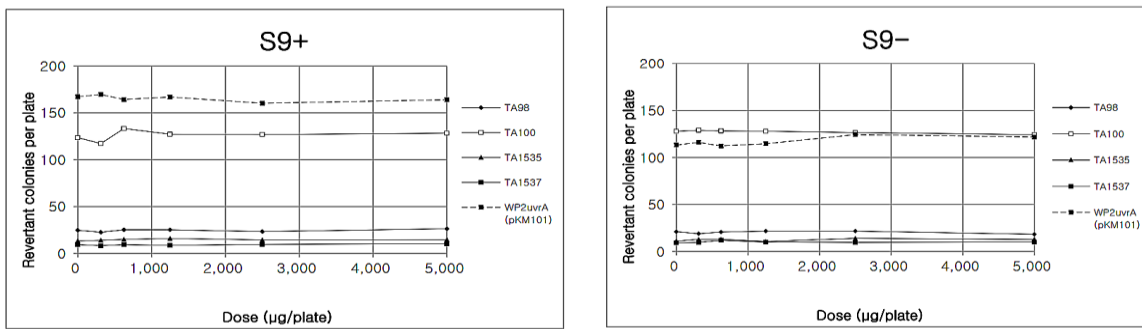 S9+
200
150
100
50
0
Revertant colonies per plate
0 1,000 2,000 3,000 4,000 5,000
Dose (μg/plate)
TA98
TA100
TA1535
TA1537
WP2uvrA
(pKM101)
S9-
200
150
100
50
0
Revertant colonies per plate
0 1,000 2,000 3,000 4,000 5,000
Dose (μg/plate)
TA98
TA100
TA1535
TA1537
WP2uvrA
(pKM101)